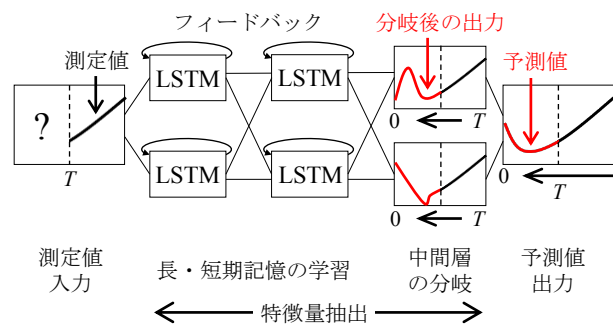 フィードバック
分岐後の出力
測定値
予測値
LSTM
LSTM
?
T
0
T
LSTM
LSTM
0
T
0
T
測定値
入力
長・短期記憶の学習
中間層
の分岐
予測値
出力
特徴量抽出